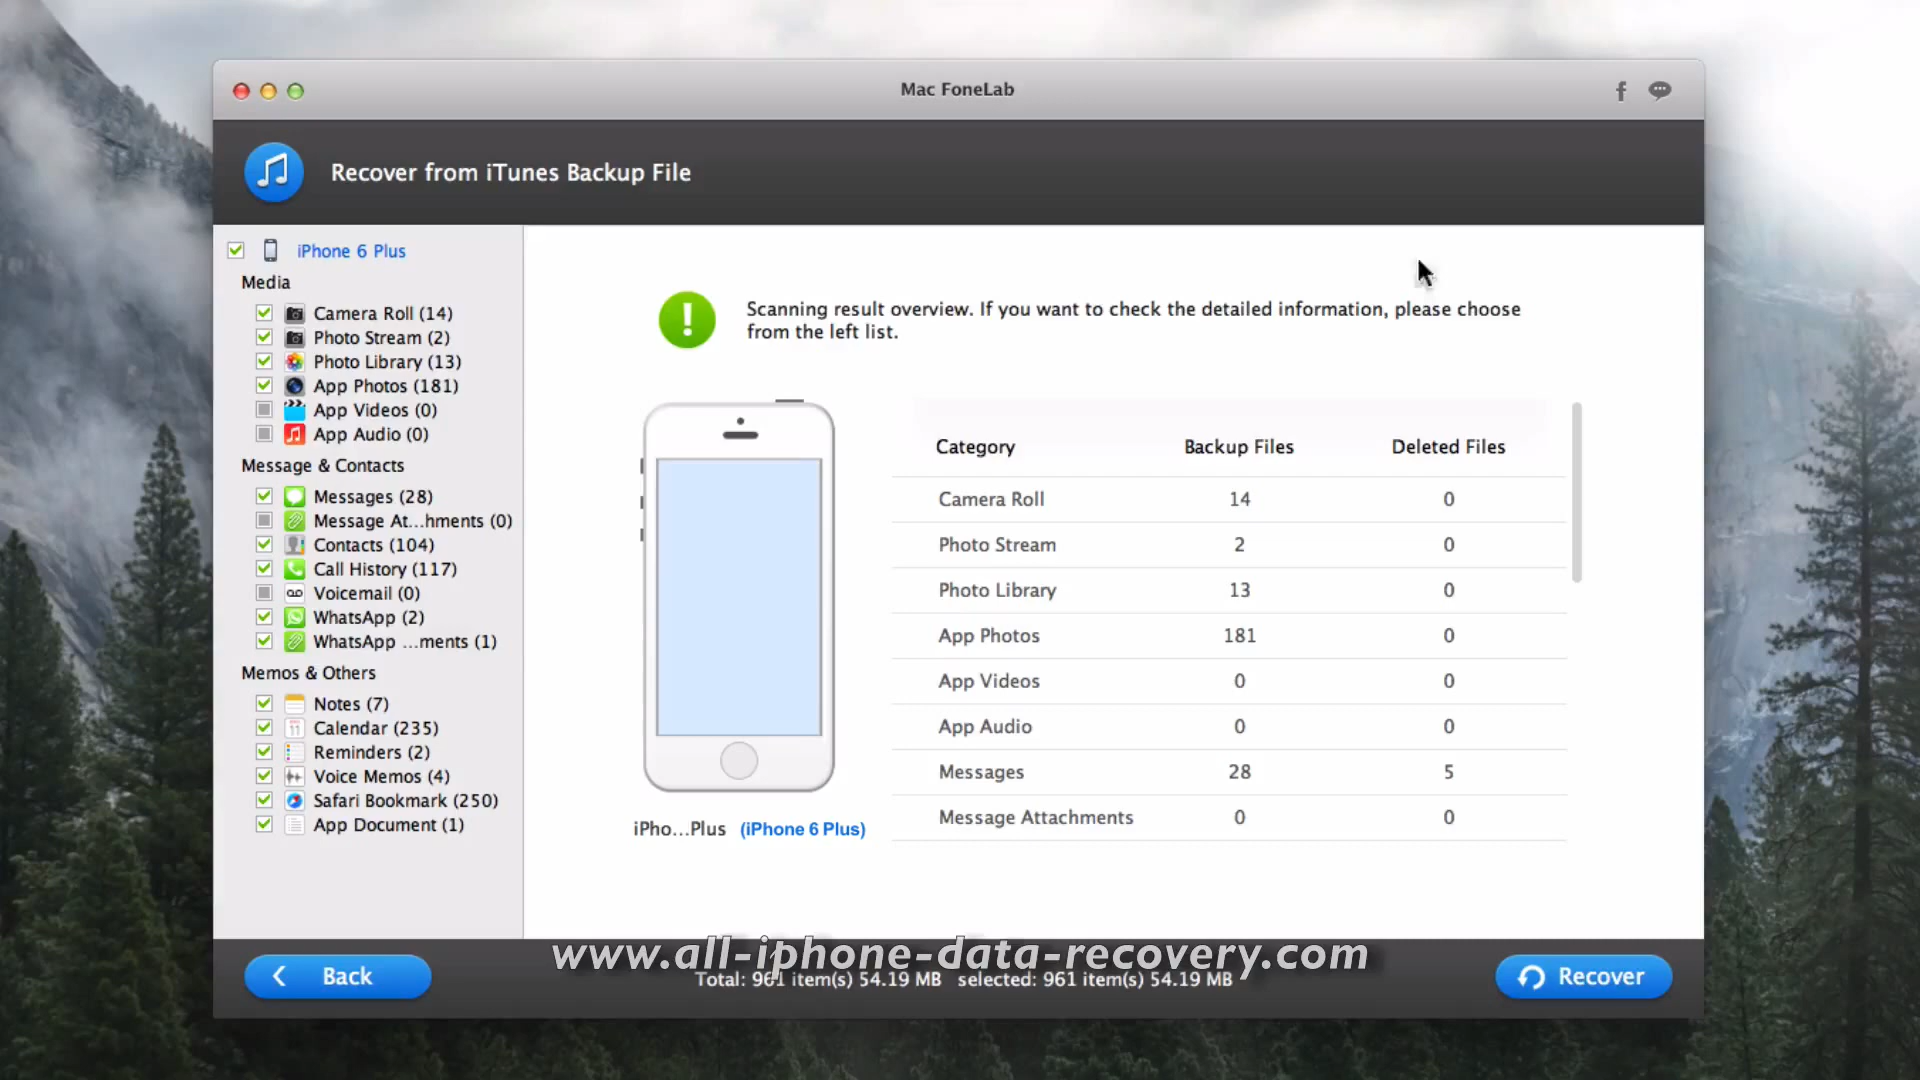 Mac FoneLab
f
Recover from iTunes Backup File
iPhone 6 Plus
Media
Camera Roll (14)
Photo Stream (2)
Photo Library (13)
App Photos (181)
App Videos (0)
App Audio (0)
Message & Contacts
Messages (28)
Message At...hments (0)
Contacts (104)
Call History (117)
Voicemail (0)
WhatsApp (2)
WhatsApp ...ments (1)
Memos & Others
Notes (7)
11
Calendar (235)
Reminders (2)
Voice Memos (4)
Safari Bookmark (250)
App Document (1)
!
Scanning result overview. If you want to check the detailed information, please choose
from the left list.
iPho...Plus (iPhone 6 Plus)
Category Backup Files Deleted Files
Camera Roll 14 0
Photo Stream 2 0
Photo Library 13 0
App Photos 181 0
App Videos 0 0
App Audio 0 0
Messages 28 5
Message Attachments 0 0
www.all-iphone-data-recovery.com
Back
Total: 961 item(s) 54.19 MB selected: 961 item(s) 54.19 MB
Recover